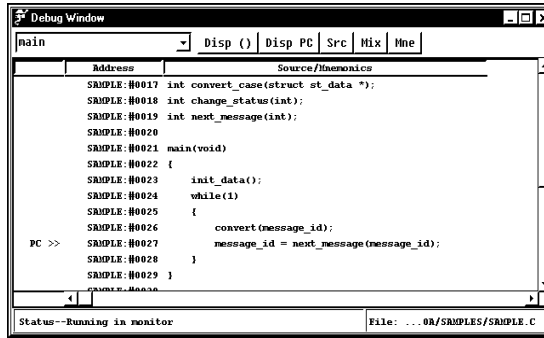 Debug Window
main Disp () Disp PC Src Mix Mne
Address Source/Mnemonics
SAMPLE:#0017 int convert_case(struct st_data *);
SAMPLE:#0018 int change_status(int);
SAMPLE:#0019 int next_message(int);
SAMPLE:#0020
SAMPLE:#0021 main(void)
SAMPLE:#0022 {
SAMPLE:#0023 init_data();
SAMPLE:#0024 while(1)
SAMPLE:#0025 {
SAMPLE:#0026 convert(message_id);
PC >> SAMPLE:#0027 message_id = next_message(message_id);
SAMPLE:#0028 }
SAMPLE:#0029 }
Status--Running in monitor File: ...0A/SAMPLES/SAMPLE.C